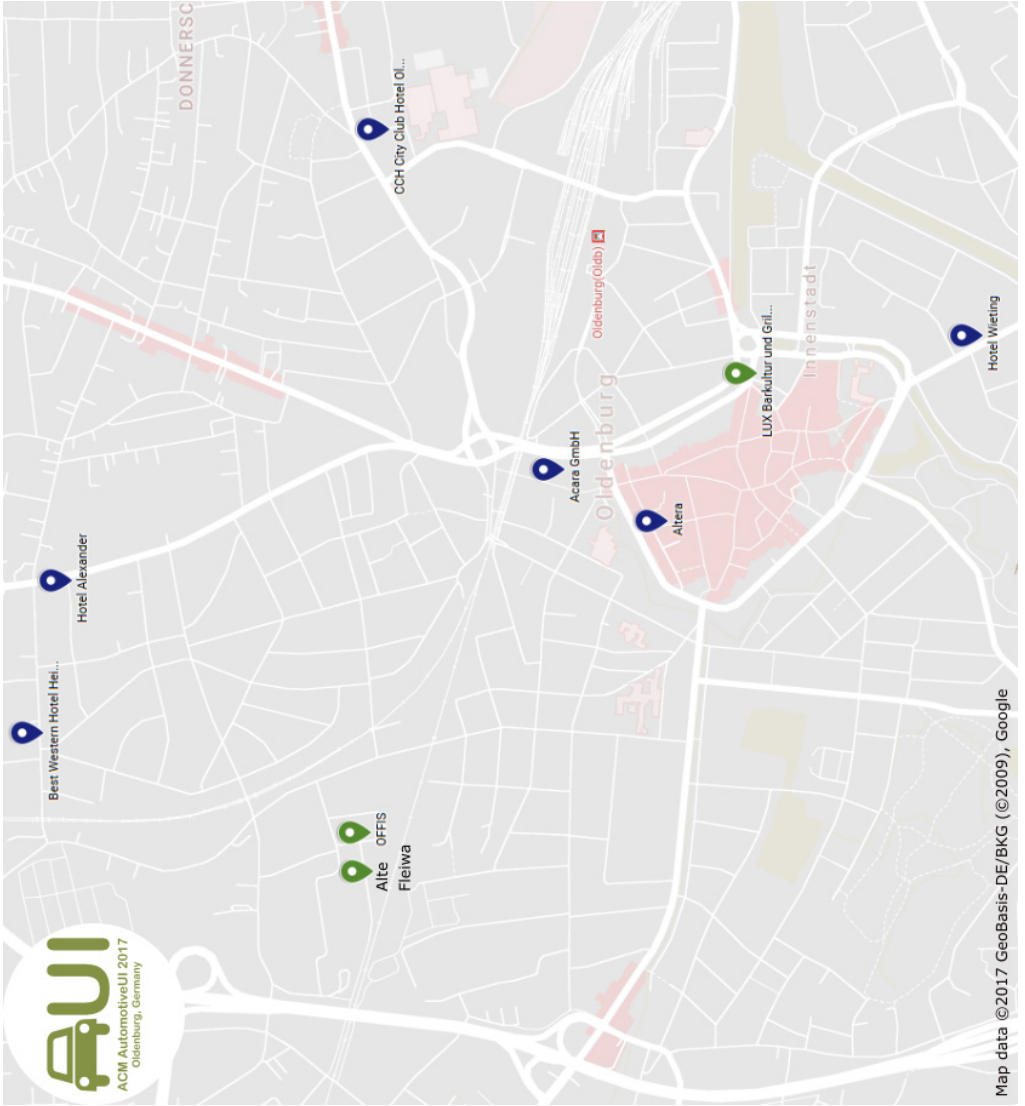 UI
ACM AutomotiveUI 2017
Oldenburg, Germany
Best Western Hotel Hei...
Hotel Alexander
DONNERSC
Alte
Fleiwa
OFFIS
CCH City Club Hotel Ol...
Acara GmbH
Oldenburg(Oldb)
Oldenburg
Altera
LUX Barkultur und Gril...
Innenstadt
Hotel Wieting
Map data ©2017 GeoBasis-DE/BKG (©2009), Google